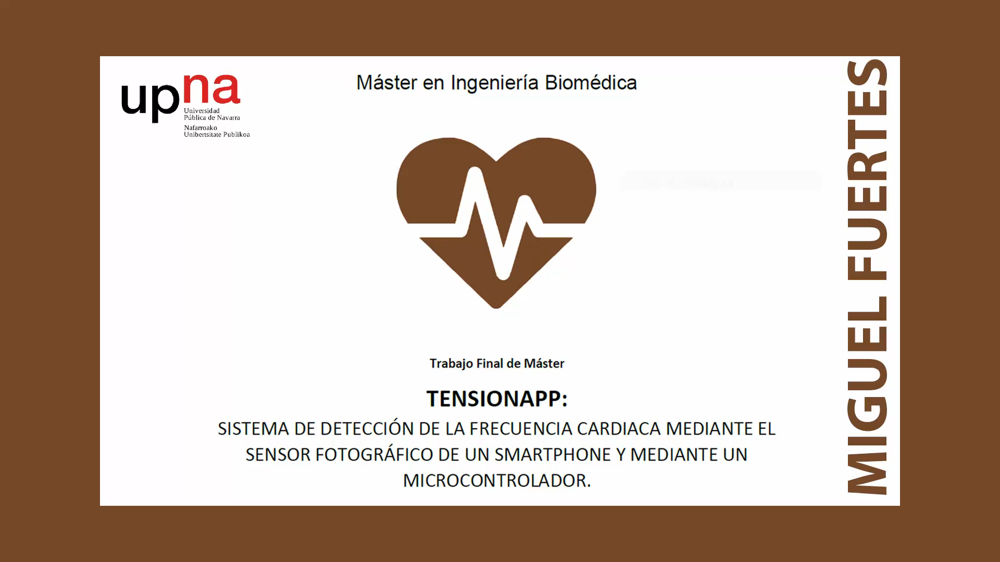 upna
Universidad
Pública de Navarra
Nafarroako
Unibertsitate Publikoa
Máster en Ingeniería Biomédica
Trabajo Final de Máster
TENSIONAPP:
SISTEMA DE DETECCIÓN DE LA FRECUENCIA CARDIACA MEDIANTE EL
SENSOR FOTOGRÁFICO DE UN SMARTPHONE Y MEDIANTE UN
MICROCONTROLADOR.
MIGUEL FUERTES